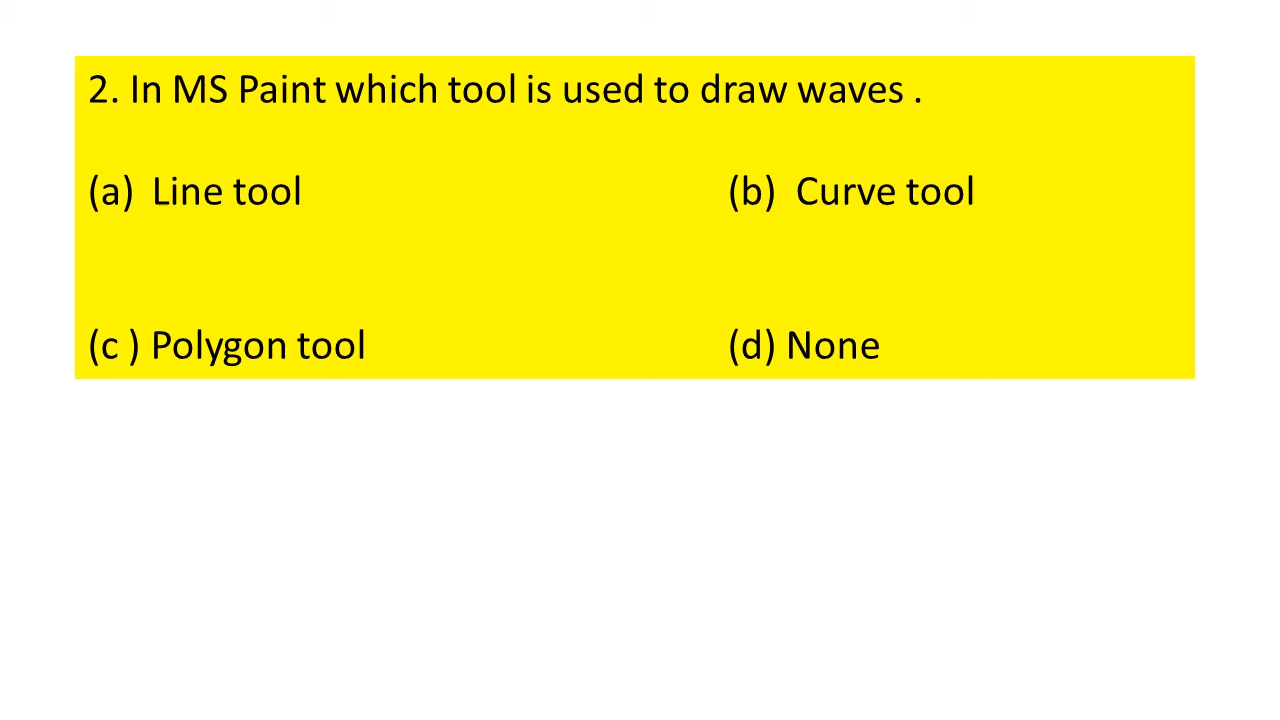 2. In MS Paint which tool is used to draw waves .
(a) Line tool (b) Curve tool
(c ) Polygon tool (d) None